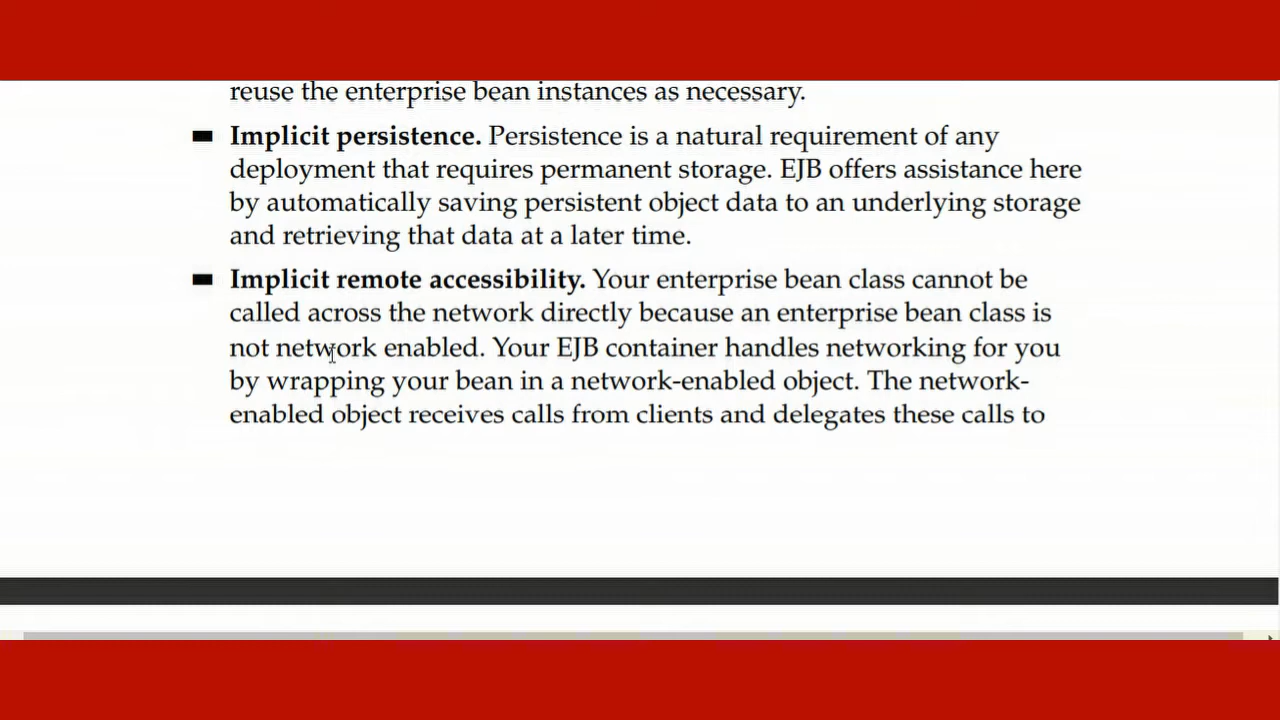 reuse the enterprise bean instances as necessary.
Implicit persistence. Persistence is a natural requirement of any
deployment that requires permanent storage. EJB offers assistance here
by automatically saving persistent object data to an underlying storage
and retrieving that data at a later time.
Implicit remote accessibility. Your enterprise bean class cannot be
called across the network directly because an enterprise bean class is
not network enabled. Your EJB container handles networking for you
by wrapping your bean in a network-enabled object. The network-
enabled object receives calls from clients and delegates these calls to